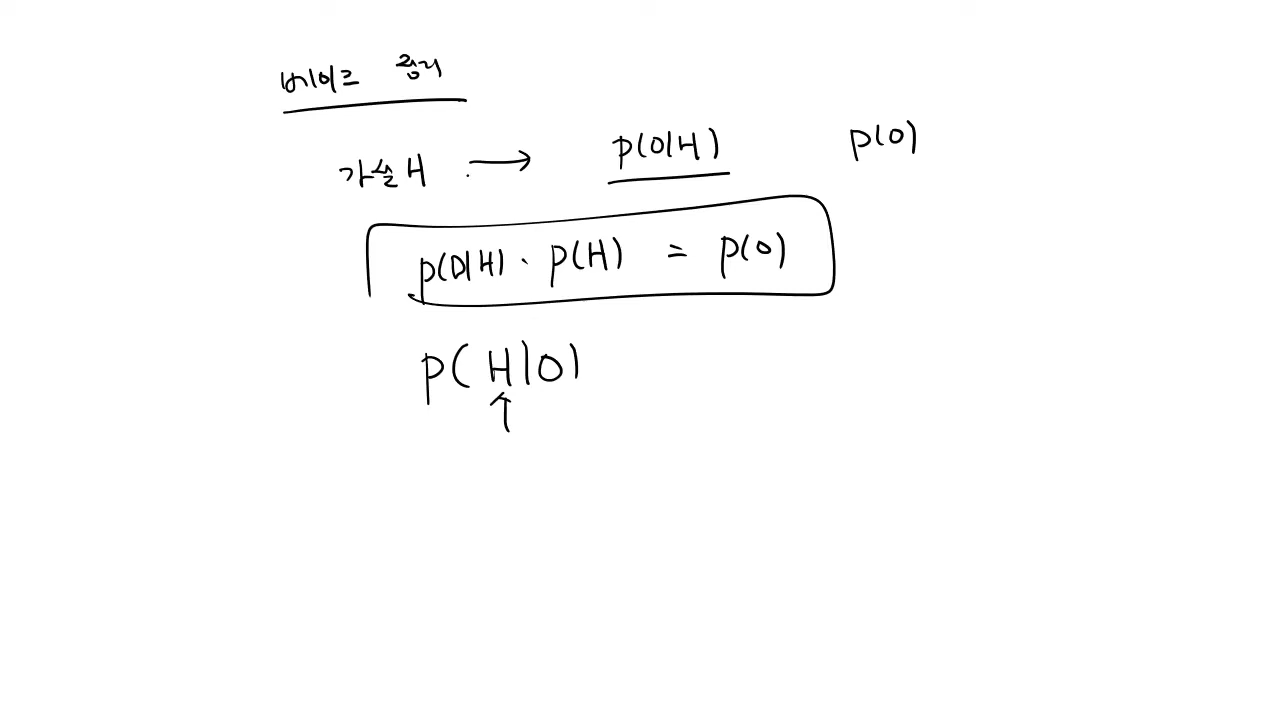 베이즈 정리
가설 H → P(O|H) P(O)
P(O|H) · P(H) = P(O)
P(H|O)
↑